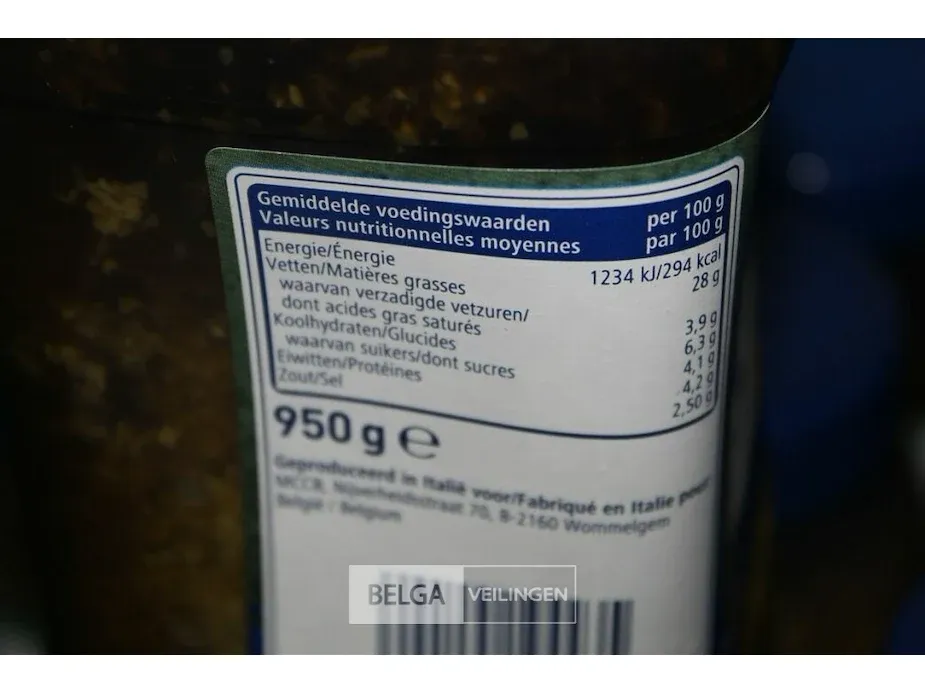 Gemiddelde voedingswaarden per 100 g
Valeurs nutritionnelles moyennes par 100 g
Energie/Énergie 1234 kJ/294 kcal
Vetten/Matières grasses 28 g
waarvan verzadigde vetzuren/
dont acides gras saturés 3,9 g
Koolhydraten/Glucides 6,3 g
waarvan suikers/dont sucres 4,1 g
Eiwitten/Protéines 4,2 g
Zout/Sel 2,50 g
950 g ℮
Geproduceerd in Italië voor/Fabriqué en Italie pour
MCCR, Nijverheidsstraat 70, B-2160 Wommelgem
België / Belgium
BELGA VEILINGEN